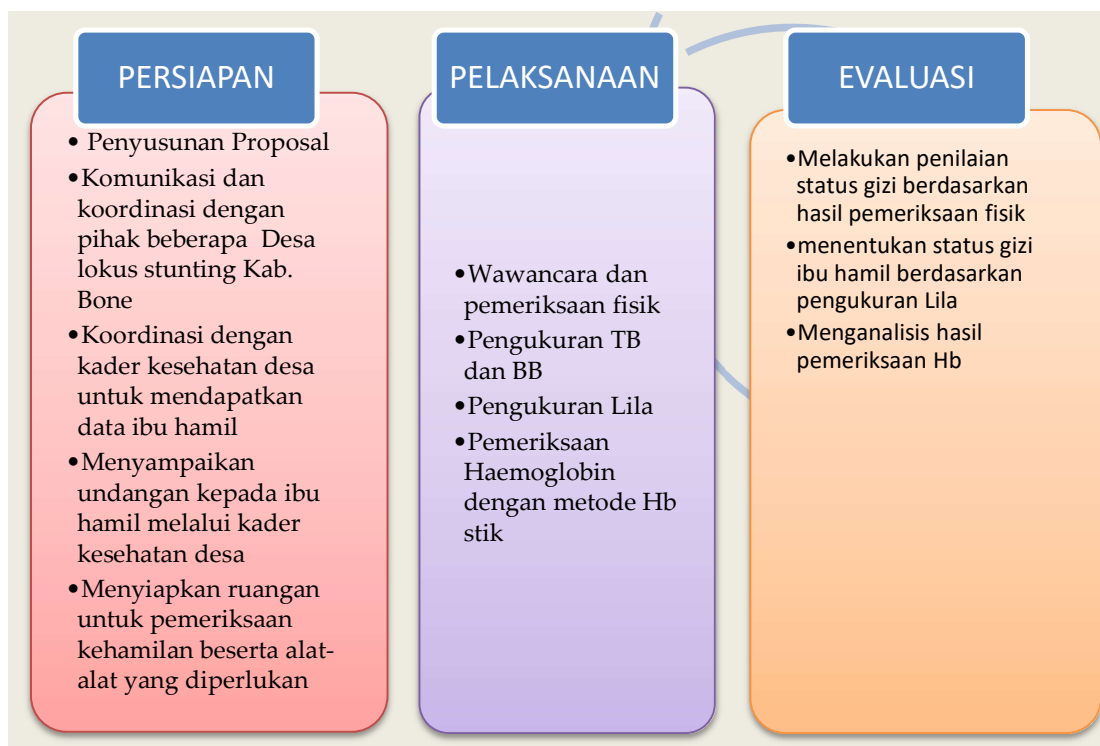 PERSIAPAN
• Penyusunan Proposal
•Komunikasi dan
koordinasi dengan
pihak beberapa Desa
lokus stunting Kab.
Bone
•Koordinasi dengan
kader kesehatan desa
untuk mendapatkan
data ibu hamil
•Menyampaikan
undangan kepada ibu
hamil melalui kader
kesehatan desa
•Menyiapkan ruangan
untuk pemeriksaan
kehamilan beserta alat-
alat yang diperlukan
PELAKSANAAN
•Wawancara dan
pemeriksaan fisik
•Pengukuran TB
dan BB
•Pengukuran Lila
•Pemeriksaan
Haemoglobin
dengan metode Hb
stik
EVALUASI
•Melakukan penilaian
status gizi berdasarkan
hasil pemeriksaan fisik
•menentukan status gizi
ibu hamil berdasarkan
pengukuran Lila
•Menganalisis hasil
pemeriksaan Hb